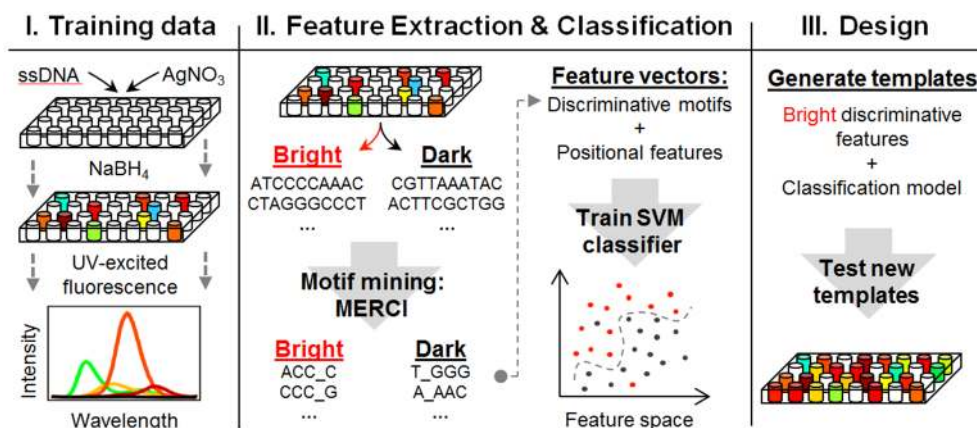 I. Training data
ssDNA
AgNO3
NaBH4
UV-excited
fluorescence
Intensity
Wavelength
II. Feature Extraction & Classification
Bright
Dark
ATCCCCAAAC
CGTTAAATAC
CTAGGGCCCT
ACTTCGCTGG
...
...
Motif mining:
MERCI
Bright
Dark
ACC_C
T_GGG
CCC_G
A_AAC
...
...
Feature vectors:
Discriminative motifs
+
Positional features
Train SVM
classifier
Feature space
III. Design
Generate templates
Bright discriminative
features
+
Classification model
Test new
templates